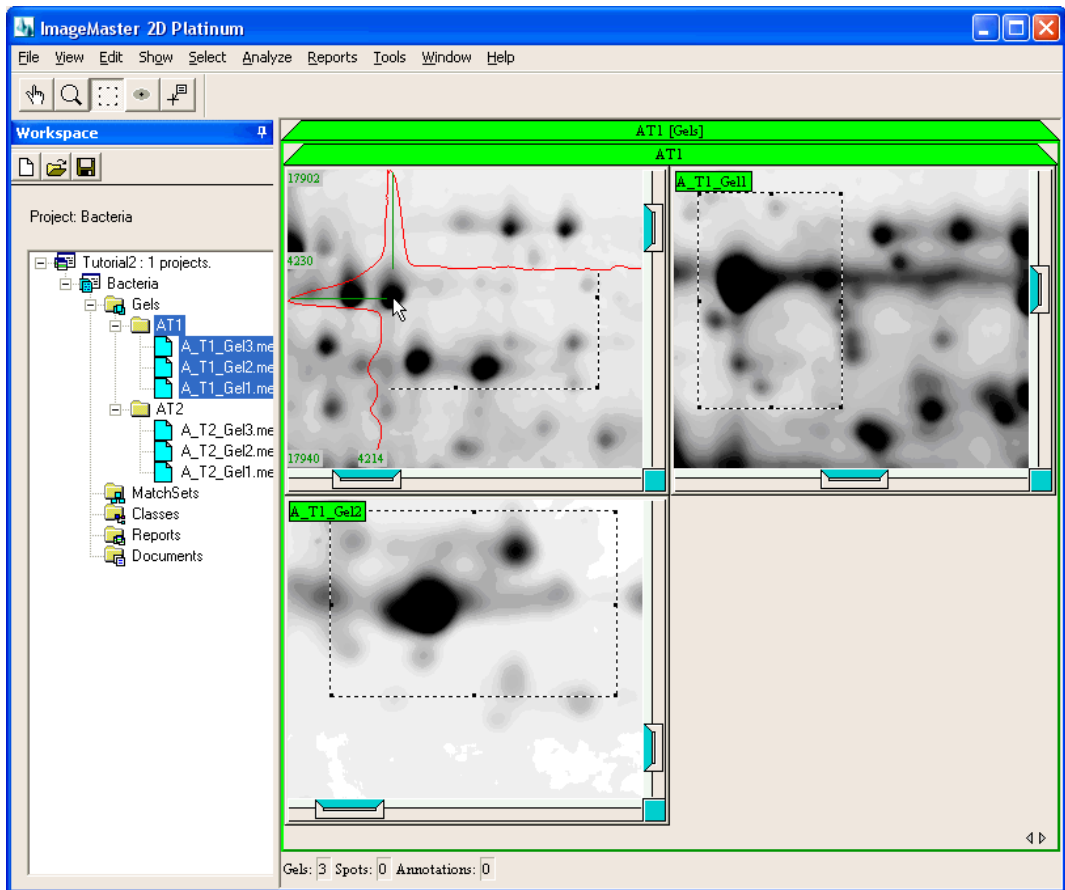 ImageMaster 2D Platinum
File View Edit Show Select Analyze Reports Tools Window Help
Workspace
Project: Bacteria
Tutorial2 : 1 projects.
Bacteria
Gels
AT1
A_T1_Gel3.me
A_T1_Gel2.me
A_T1_Gel1.me
AT2
A_T2_Gel3.me
A_T2_Gel2.me
A_T2_Gel1.me
MatchSets
Classes
Reports
Documents
AT1 [Gels]
AT1
17902
4230
17940 4214
A_T1_Gel1
A_T1_Gel2
Gels: 3 Spots: 0 Annotations: 0